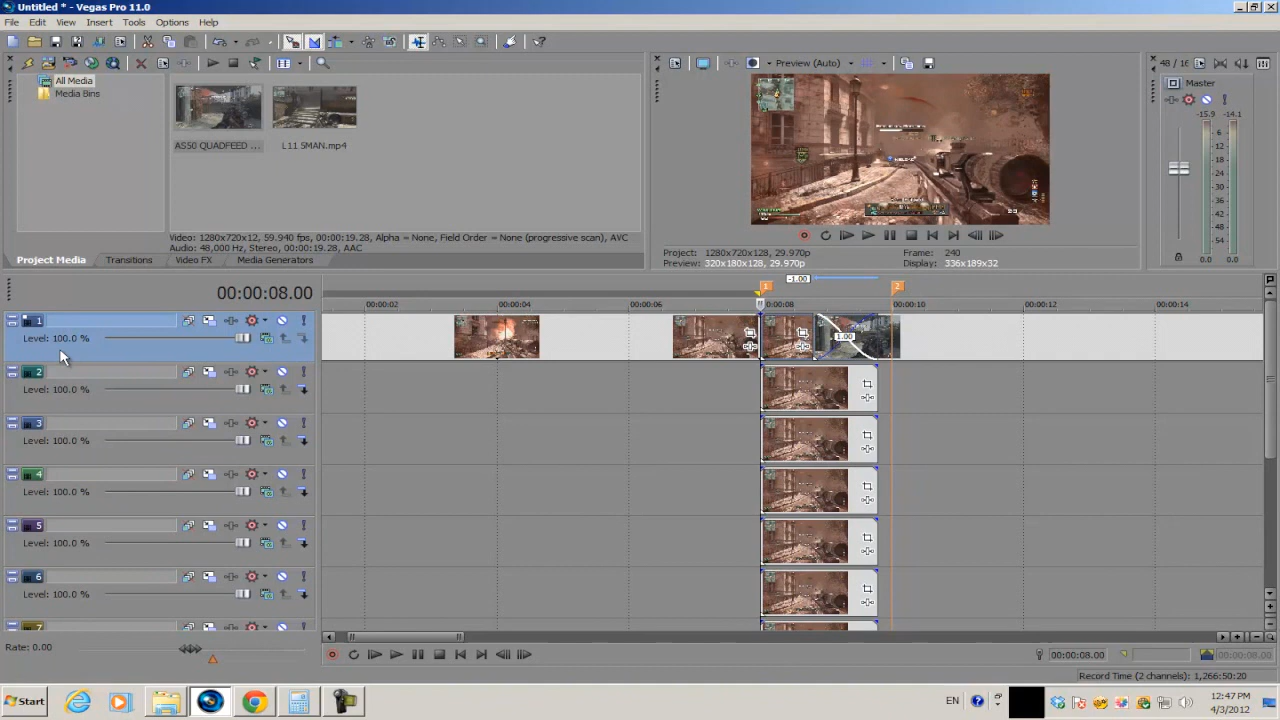 Untitled * - Vegas Pro 11.0
File Edit View Insert Tools Options Help
All Media
Media Bins
AS50 QUADFEED ...
L11 5MAN.mp4
Video: 1280x720x12, 59.940 fps, 00:00:19.28, Alpha = None, Field Order = None (progressive scan), AVC
Audio: 48,000 Hz, Stereo, 00:00:19.28, AAC
Project Media Transitions Video FX Media Generators
Preview (Auto)
Project: 1280x720x128, 29.970p
Preview: 320x180x128, 29.970p
Frame: 240
Display: 336x189x32
48 / 16
Master
-15.9 -14.1
6
12
18
24
30
36
42
48
54
0.0 0.0
00:00:08.00
-1.00
1 2
00:00:02 00:00:04 00:00:06 00:00:08 00:00:10 00:00:12 00:00:14
1
Level: 100.0 %
1.00
2
Level: 100.0 %
3
Level: 100.0 %
4
Level: 100.0 %
5
Level: 100.0 %
6
Level: 100.0 %
7
Rate: 0.00
00:00:08.00
00:00:08.00
Record Time (2 channels): 1,266:50:20
Start
EN
12:47 PM
4/3/2012